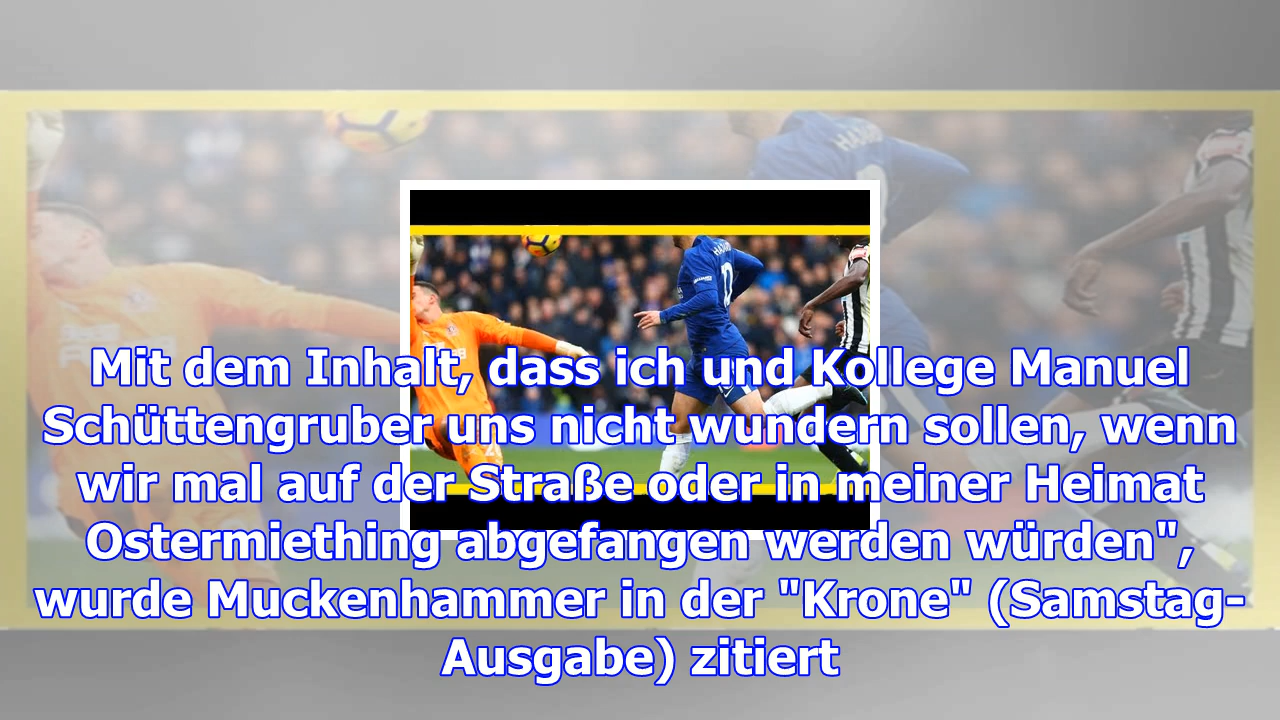 Mit dem Inhalt, dass ich und Kollege Manuel
Schüttengruber uns nicht wundern sollen, wenn
wir mal auf der Straße oder in meiner Heimat
Ostermiething abgefangen werden würden",
wurde Muckenhammer in der "Krone" (Samstag-
Ausgabe) zitiert